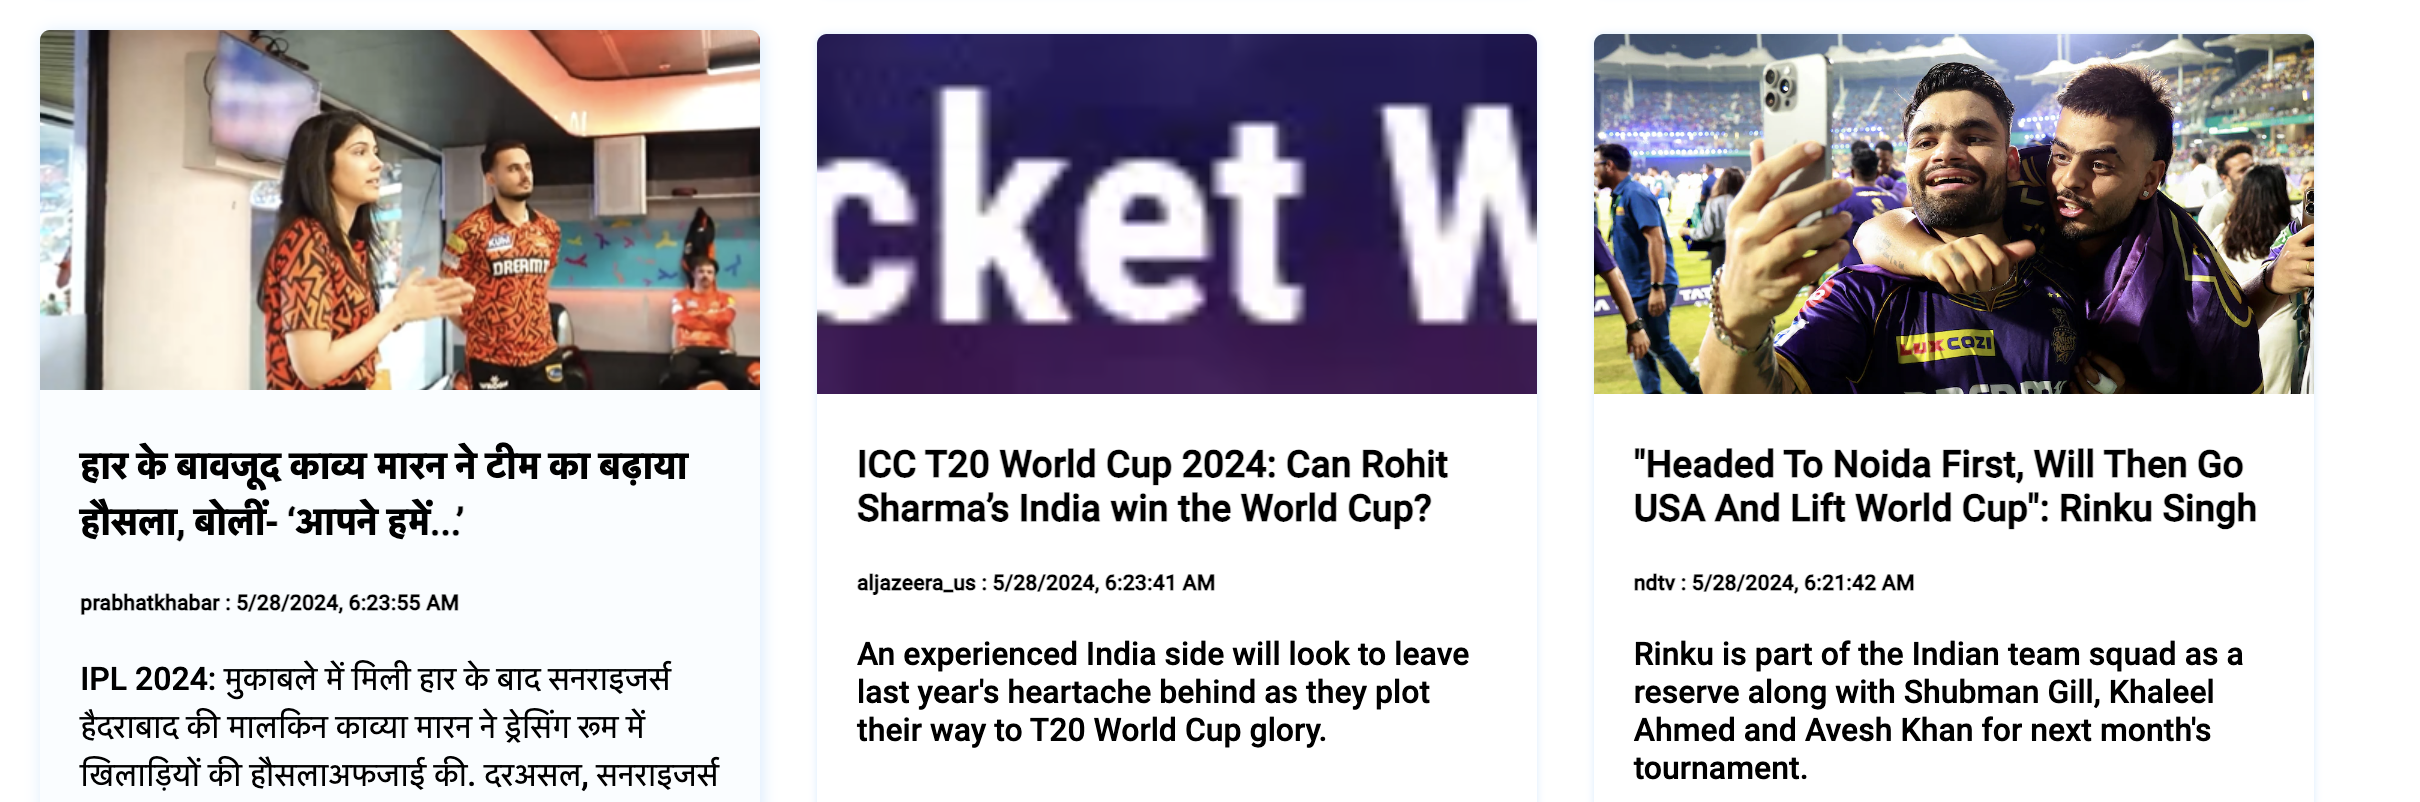 cket W
LUX COZI
DREAM11
हार के बावजूद काव्य मारन ने टीम का बढ़ाया
हौसला, बोलीं- ‘आपने हमें...’
prabhatkhabar : 5/28/2024, 6:23:55 AM
IPL 2024: मुकाबले में मिली हार के बाद सनराइजर्स
हैदराबाद की मालकिन काव्या मारन ने ड्रेसिंग रूम में
खिलाड़ियों की हौसलाअफजाई की. दरअसल, सनराइजर्स
ICC T20 World Cup 2024: Can Rohit
Sharma’s India win the World Cup?
aljazeera_us : 5/28/2024, 6:23:41 AM
An experienced India side will look to leave
last year's heartache behind as they plot
their way to T20 World Cup glory.
"Headed To Noida First, Will Then Go
USA And Lift World Cup": Rinku Singh
ndtv : 5/28/2024, 6:21:42 AM
Rinku is part of the Indian team squad as a
reserve along with Shubman Gill, Khaleel
Ahmed and Avesh Khan for next month's
tournament.